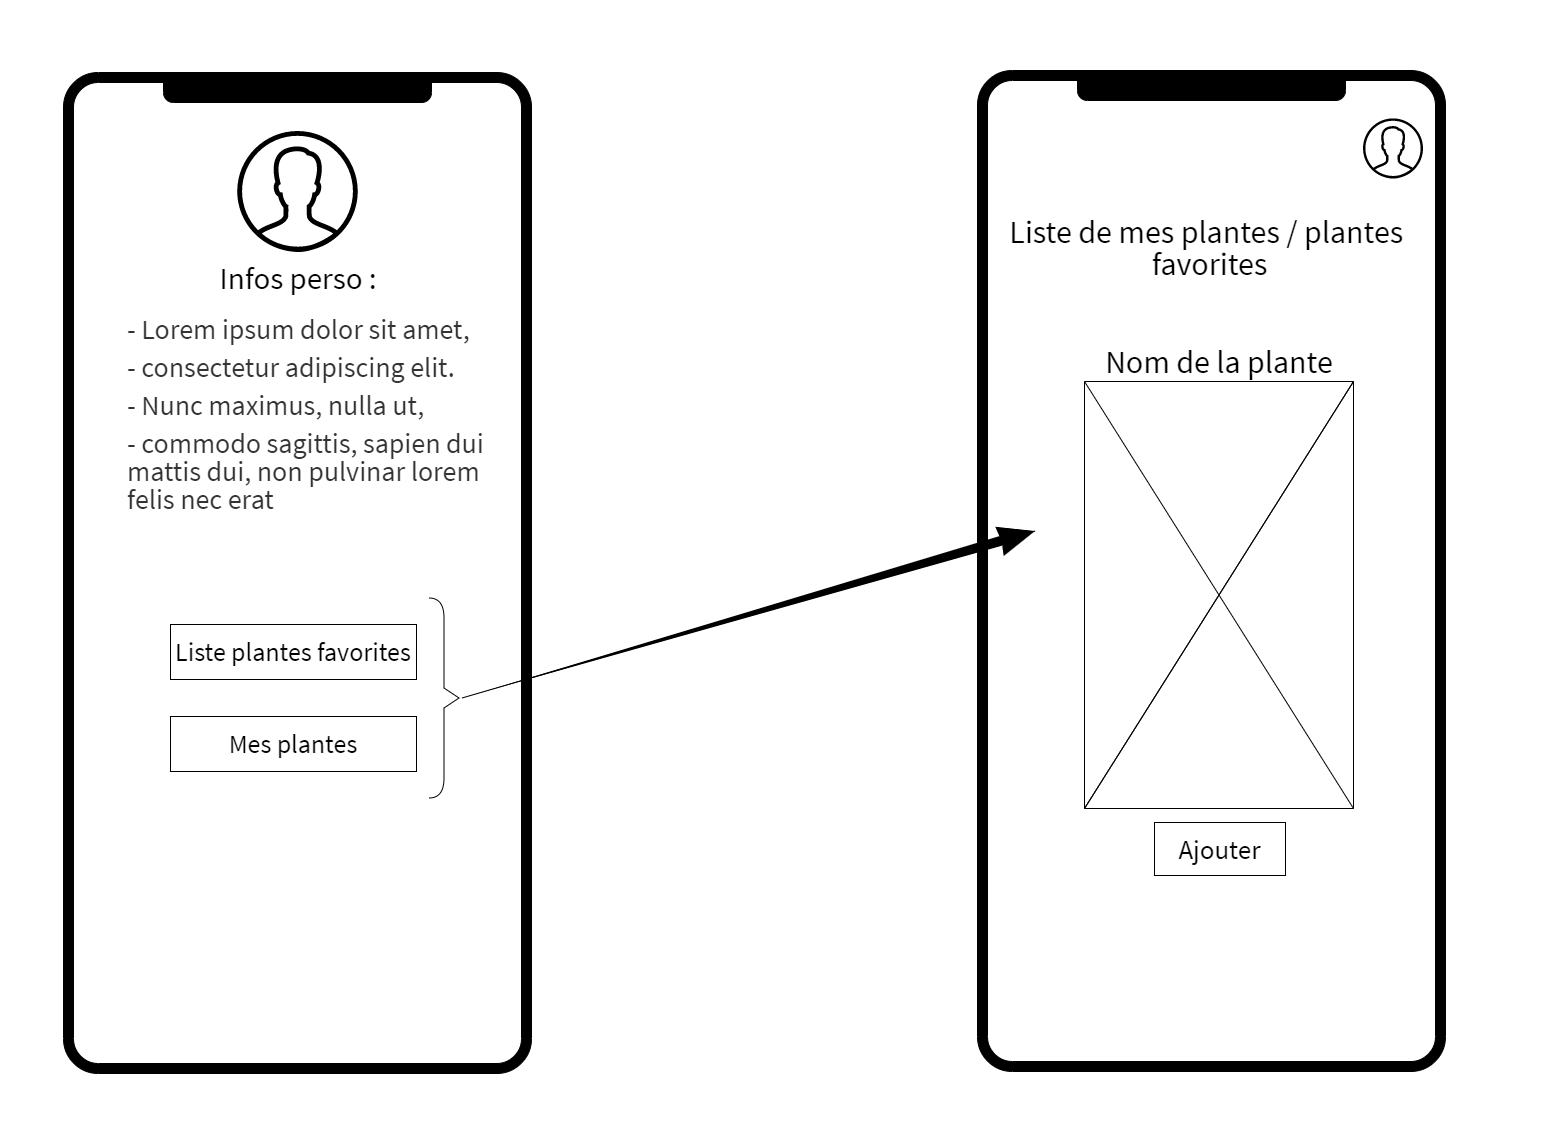 Infos perso :
- Lorem ipsum dolor sit amet,
- consectetur adipiscing elit.
- Nunc maximus, nulla ut,
- commodo sagittis, sapien dui
mattis dui, non pulvinar lorem
felis nec erat
Liste plantes favorites
Mes plantes
Liste de mes plantes / plantes
favorites
Nom de la plante
Ajouter